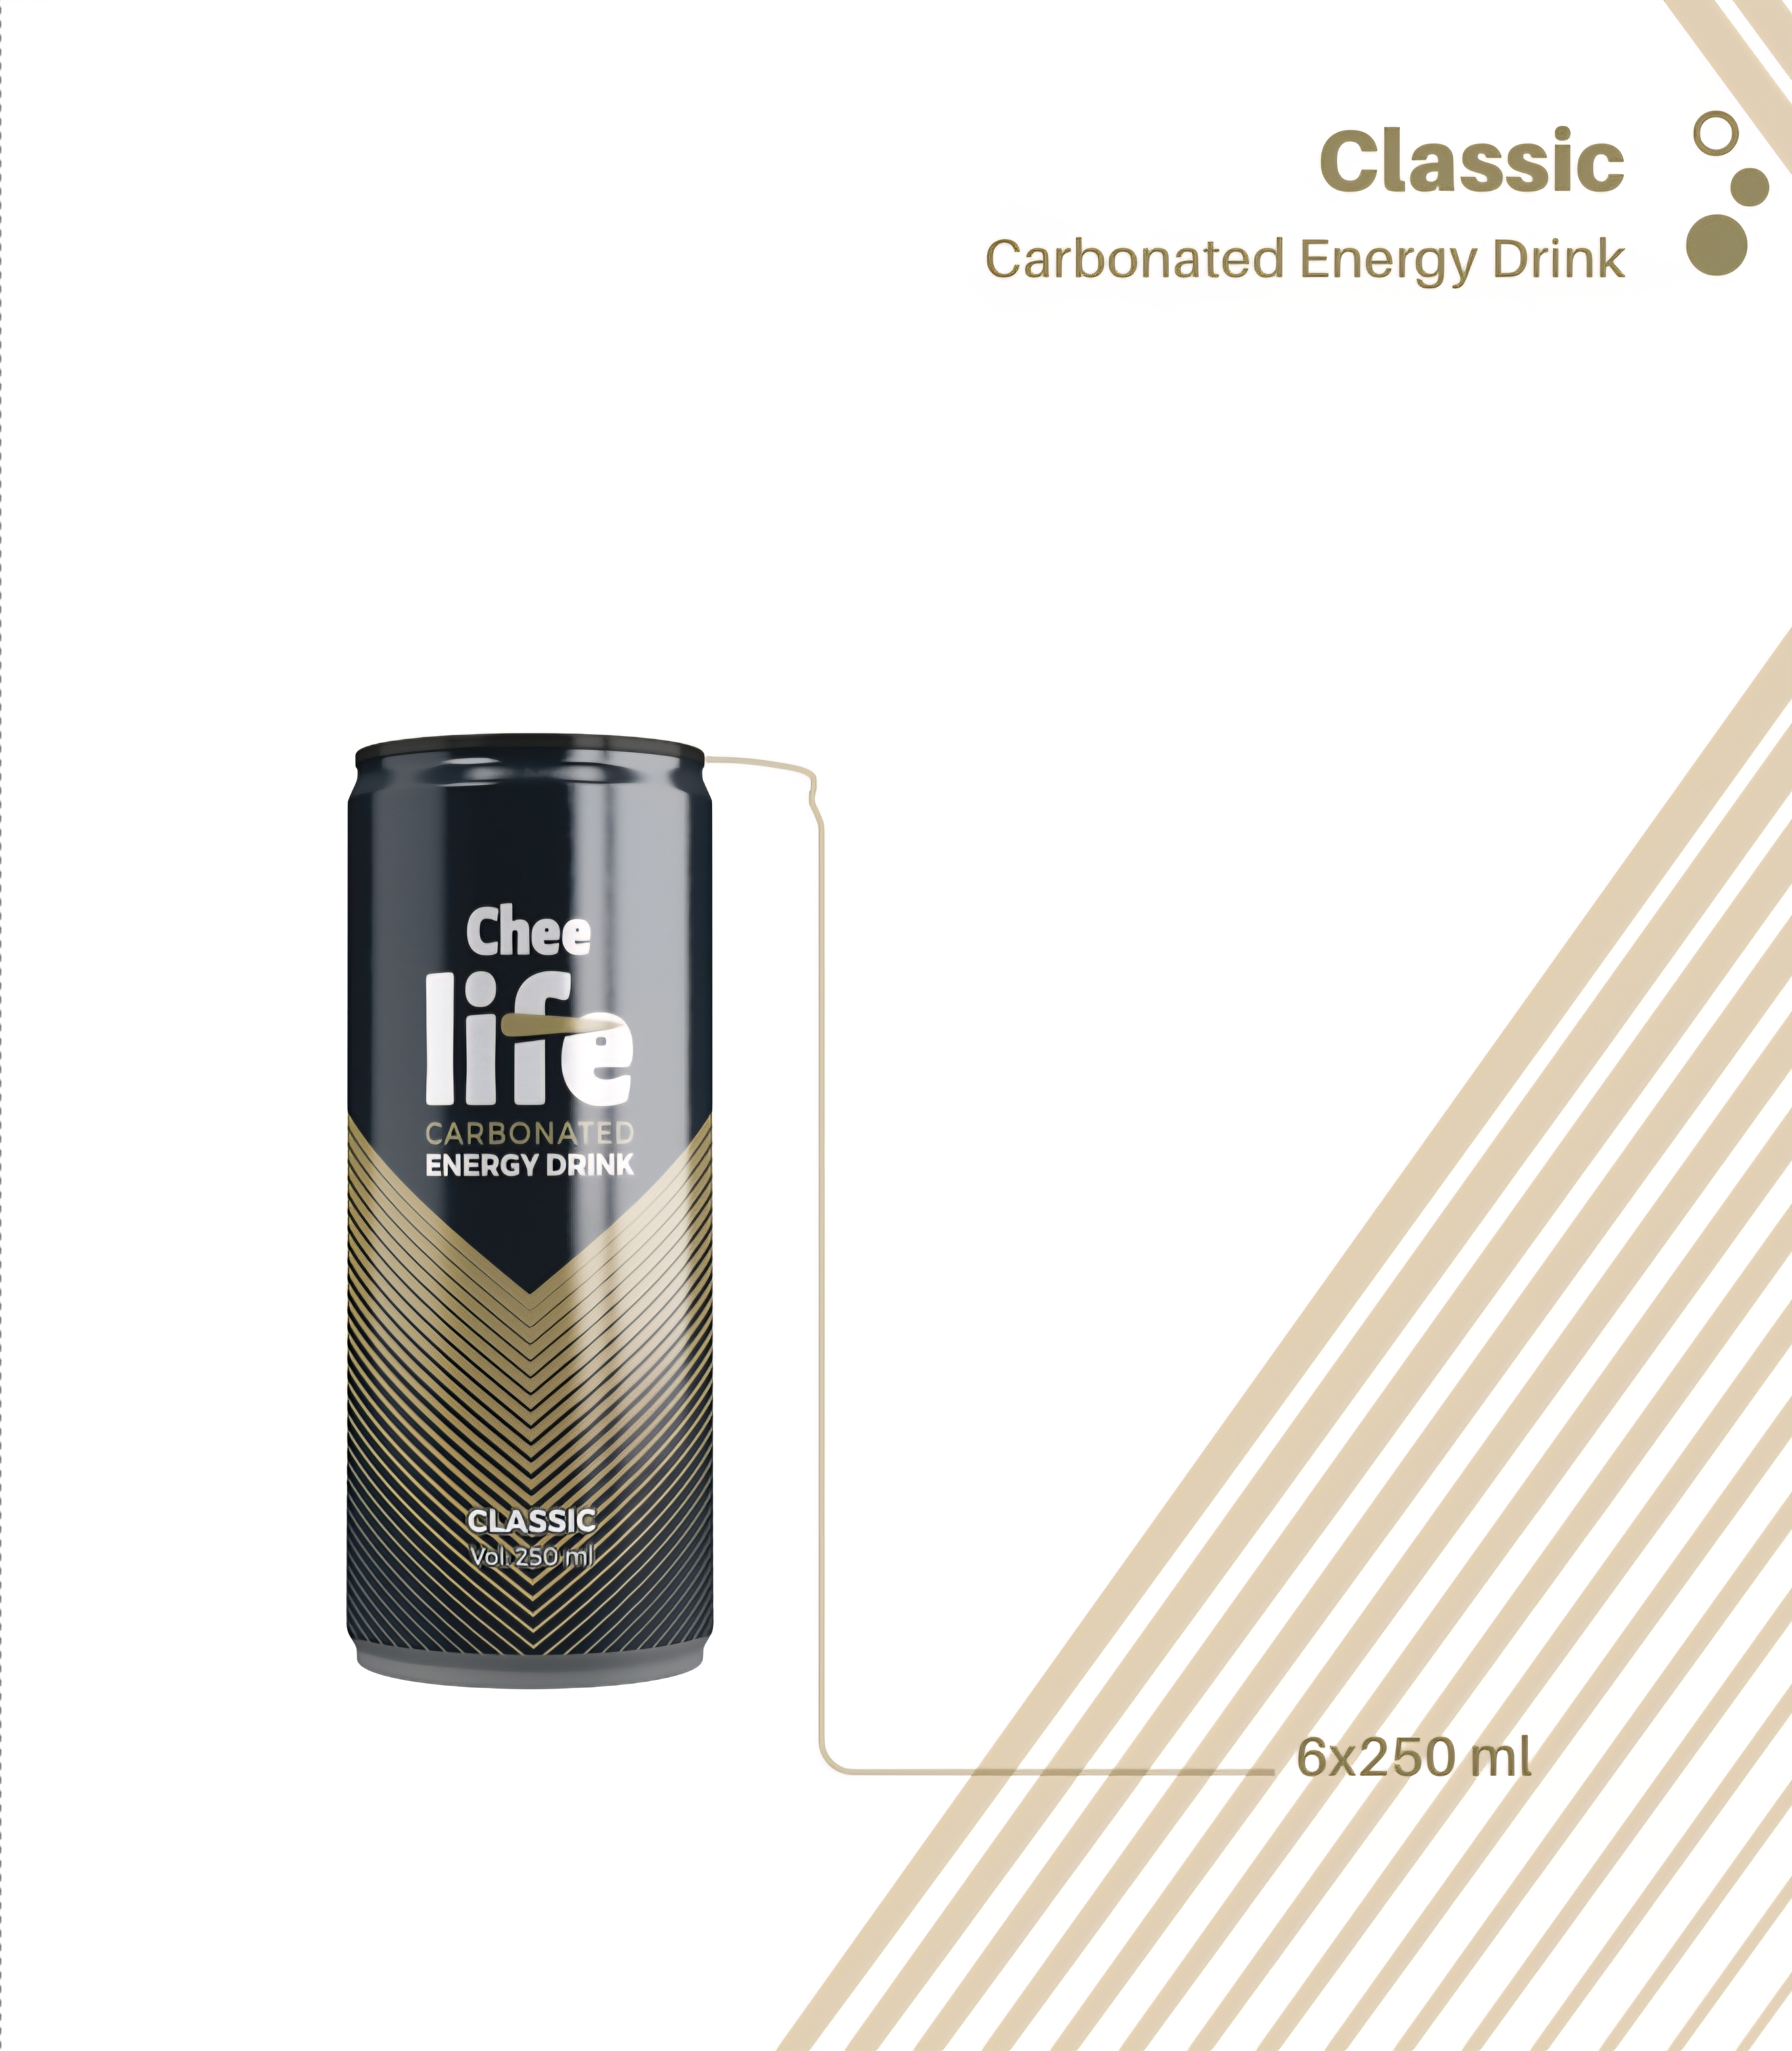 Classic
Carbonated Energy Drink
Chee
life
CARBONATED
ENERGY DRINK
CLASSIC
Vol. 250 ml
6x250 ml